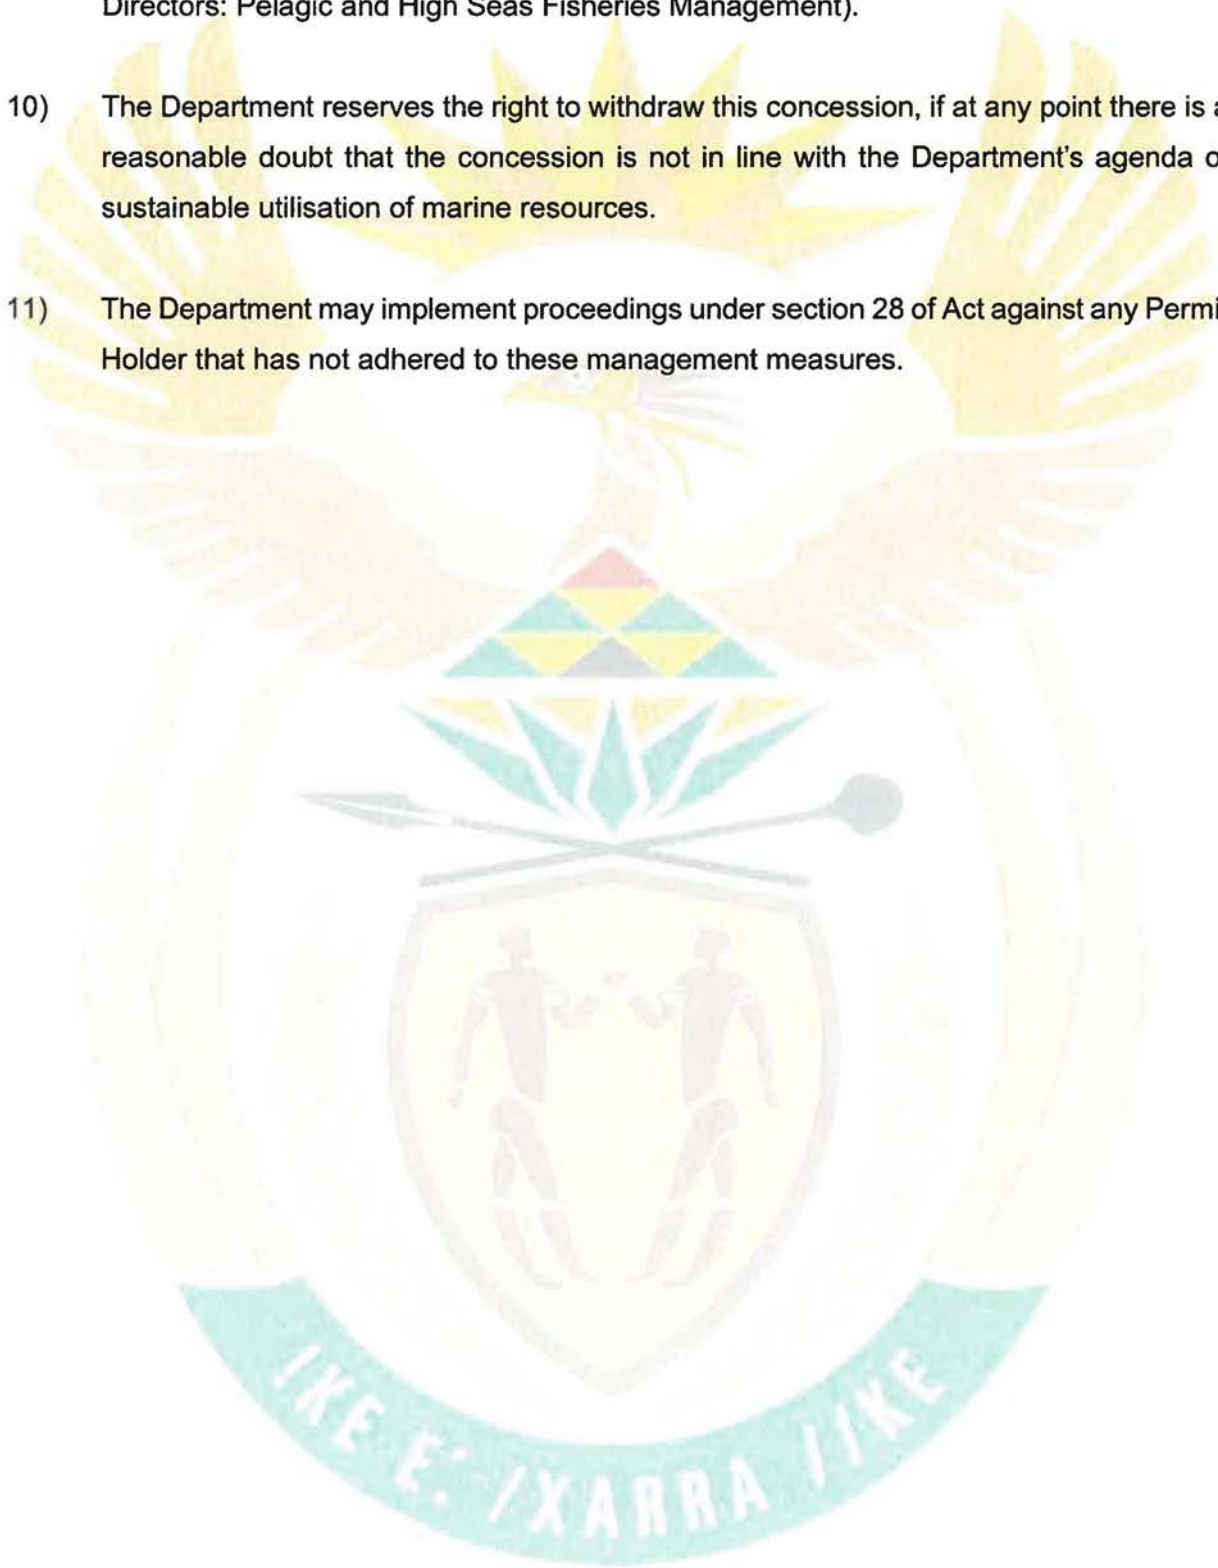 Directors: Pelagic and High Seas Fisheries Management).
10) The Department reserves the right to withdraw this concession, if at any point there is a
reasonable doubt that the concession is not in line with the Department's agenda o
sustainable utilisation of marine resources.
11) The Department may implement proceedings under section 28 of Act against any Permi
Holder that has not adhered to these management measures.
!KE E: /XARRA //KE